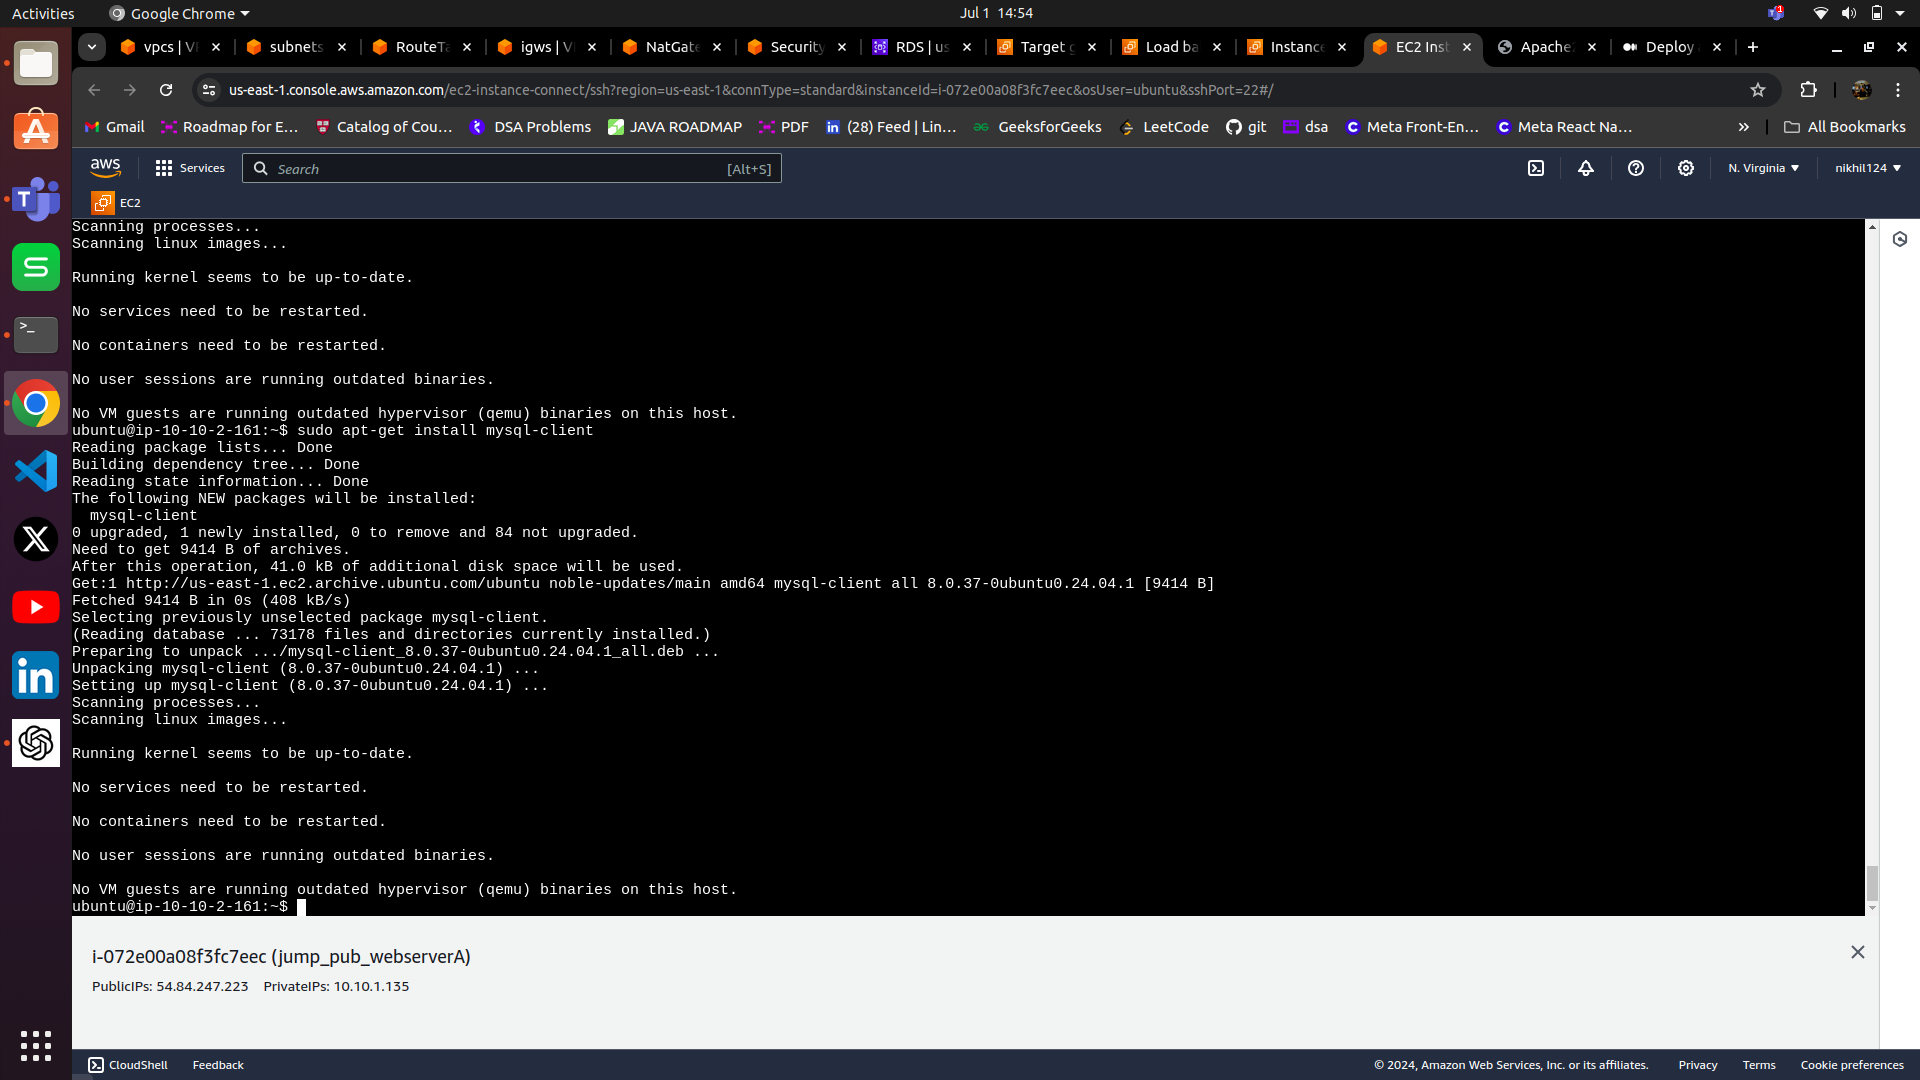 Activities
Google Chrome
Jul 1 14:54
1
vpcs | V
subnets
RouteTa
igws | V
NatGate
Security
RDS | us
Target g
Load ba
Instance
EC2 Inst
Apache
Deploy
us-east-1.console.aws.amazon.com/ec2-instance-connect/ssh?region=us-east-1&connType=standard&instanceId=i-072e00a08f3fc7eec&osUser=ubuntu&sshPort=22#/
Gmail
Roadmap for E...
Catalog of Cou...
DSA Problems
JAVA ROADMAP
PDF
(28) Feed | Lin...
GeeksforGeeks
LeetCode
git
dsa
Meta Front-En...
Meta React Na...
All Bookmarks
aws
Services
Search
[Alt+S]
N. Virginia
nikhil124
EC2
Scanning processes...
Scanning linux images...
Running kernel seems to be up-to-date.
No services need to be restarted.
No containers need to be restarted.
No user sessions are running outdated binaries.
No VM guests are running outdated hypervisor (qemu) binaries on this host.
ubuntu@ip-10-10-2-161:~$ sudo apt-get install mysql-client
Reading package lists... Done
Building dependency tree... Done
Reading state information... Done
The following NEW packages will be installed:
mysql-client
0 upgraded, 1 newly installed, 0 to remove and 84 not upgraded.
Need to get 9414 B of archives.
After this operation, 41.0 kB of additional disk space will be used.
Get:1 http://us-east-1.ec2.archive.ubuntu.com/ubuntu noble-updates/main amd64 mysql-client all 8.0.37-0ubuntu0.24.04.1 [9414 B]
Fetched 9414 B in 0s (408 kB/s)
Selecting previously unselected package mysql-client.
(Reading database ... 73178 files and directories currently installed.)
Preparing to unpack .../mysql-client_8.0.37-0ubuntu0.24.04.1_all.deb ...
Unpacking mysql-client (8.0.37-0ubuntu0.24.04.1) ...
Setting up mysql-client (8.0.37-0ubuntu0.24.04.1) ...
Scanning processes...
Scanning linux images...
Running kernel seems to be up-to-date.
No services need to be restarted.
No containers need to be restarted.
No user sessions are running outdated binaries.
No VM guests are running outdated hypervisor (qemu) binaries on this host.
ubuntu@ip-10-10-2-161:~$
i-072e00a08f3fc7eec (jump_pub_webserverA)
PublicIPs: 54.84.247.223 PrivateIPs: 10.10.1.135
CloudShell
Feedback
© 2024, Amazon Web Services, Inc. or its affiliates.
Privacy
Terms
Cookie preferences